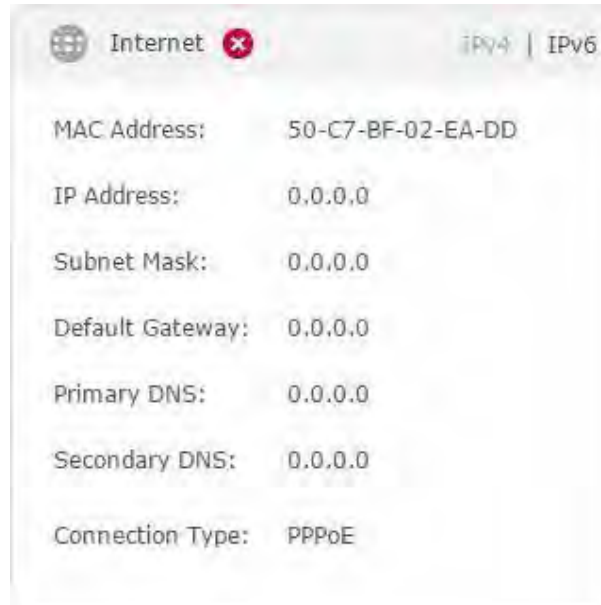 Internet IPv4 | IPv6
MAC Address: 50-C7-BF-02-EA-DD
IP Address: 0.0.0.0
Subnet Mask: 0.0.0.0
Default Gateway: 0.0.0.0
Primary DNS: 0.0.0.0
Secondary DNS: 0.0.0.0
Connection Type: PPPoE